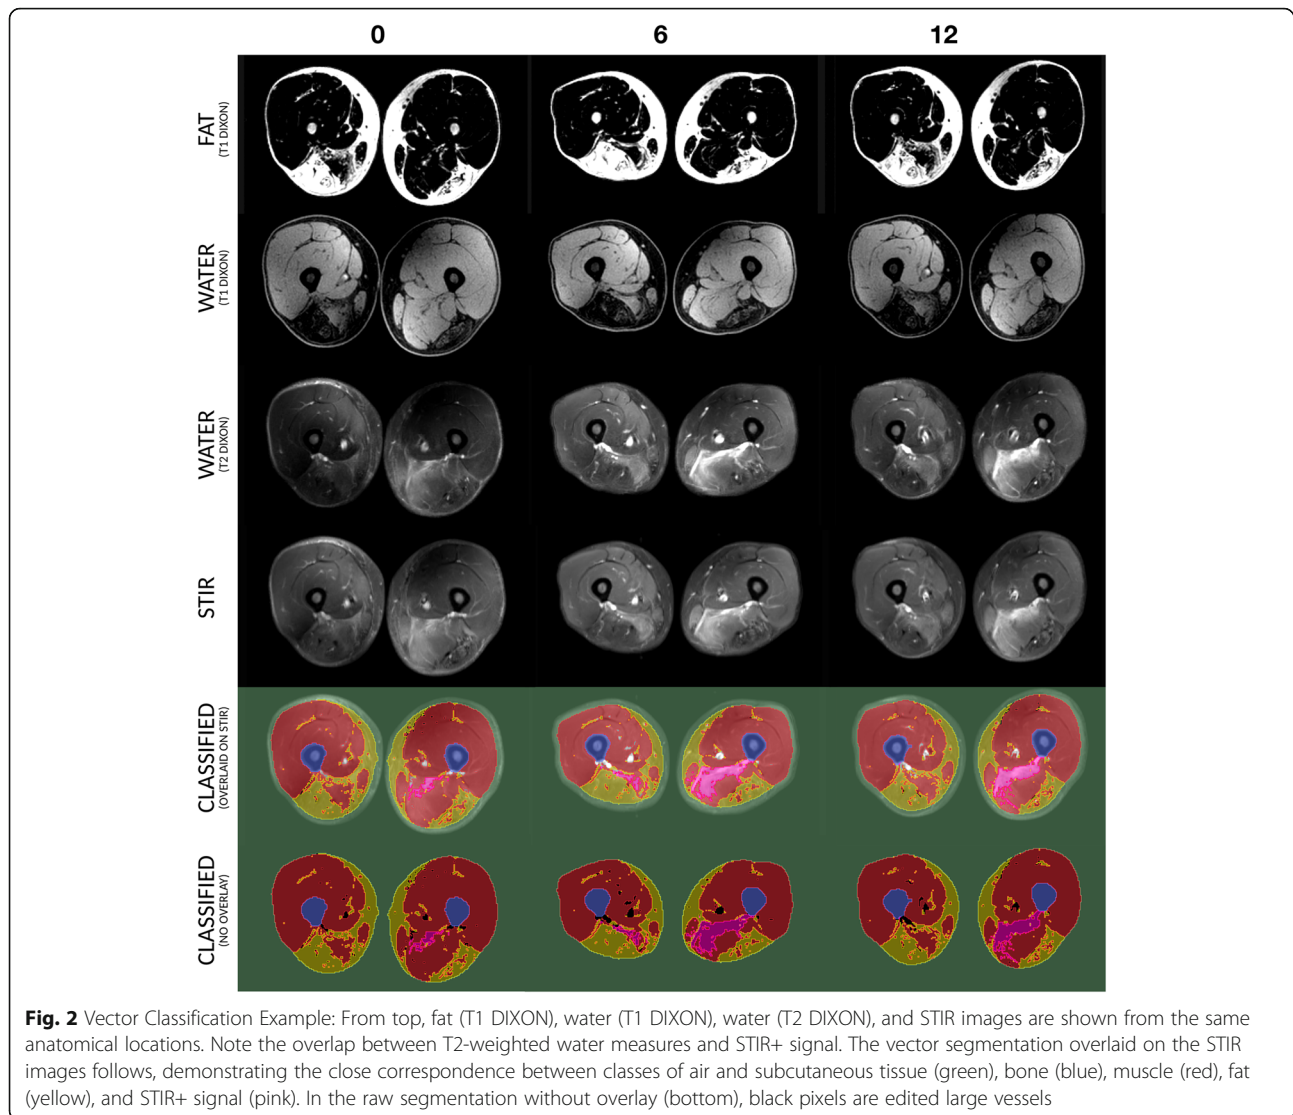 0 6 12
FAT
(T1 DIXON)
WATER
(T1 DIXON)
WATER
(T2 DIXON)
STIR
CLASSIFIED
(OVERLAID ON STIR)
CLASSIFIED
(NO OVERLAY)
Fig. 2 Vector Classification Example: From top, fat (T1 DIXON), water (T1 DIXON), water (T2 DIXON), and STIR images are shown from the same
anatomical locations. Note the overlap between T2-weighted water measures and STIR+ signal. The vector segmentation overlaid on the STIR
images follows, demonstrating the close correspondence between classes of air and subcutaneous tissue (green), bone (blue), muscle (red), fat
(yellow), and STIR+ signal (pink). In the raw segmentation without overlay (bottom), black pixels are edited large vessels